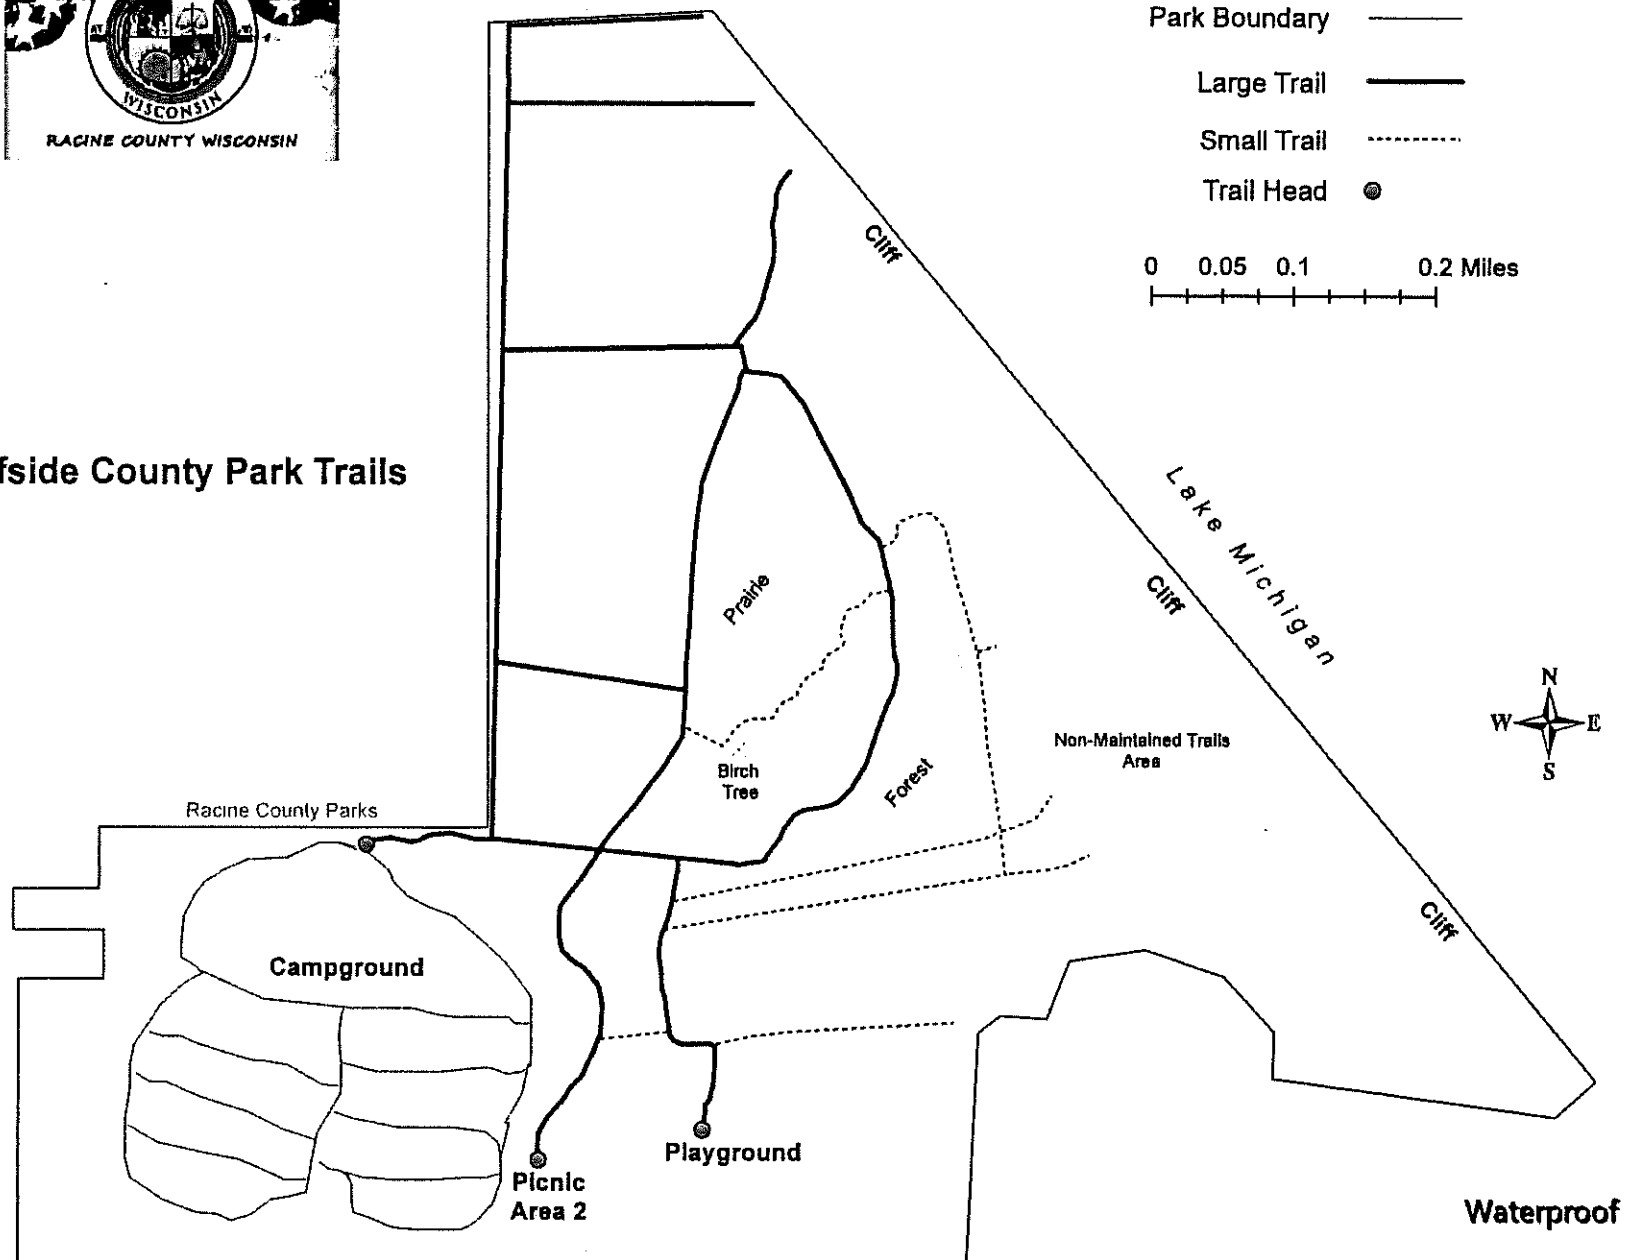 WISCONSIN
RACINE COUNTY WISCONSIN
Park Boundary
Large Trail
Small Trail
Trail Head
0 0.05 0.1 0.2 Miles
Cliff
fside County Park Trails
Lake Michigan
Prairie
Cliff
N
W E
S
Non-Maintained Trails
Area
Birch
Tree
Forest
Racine County Parks
Cliff
Campground
Playground
Picnic
Area 2
Waterproof